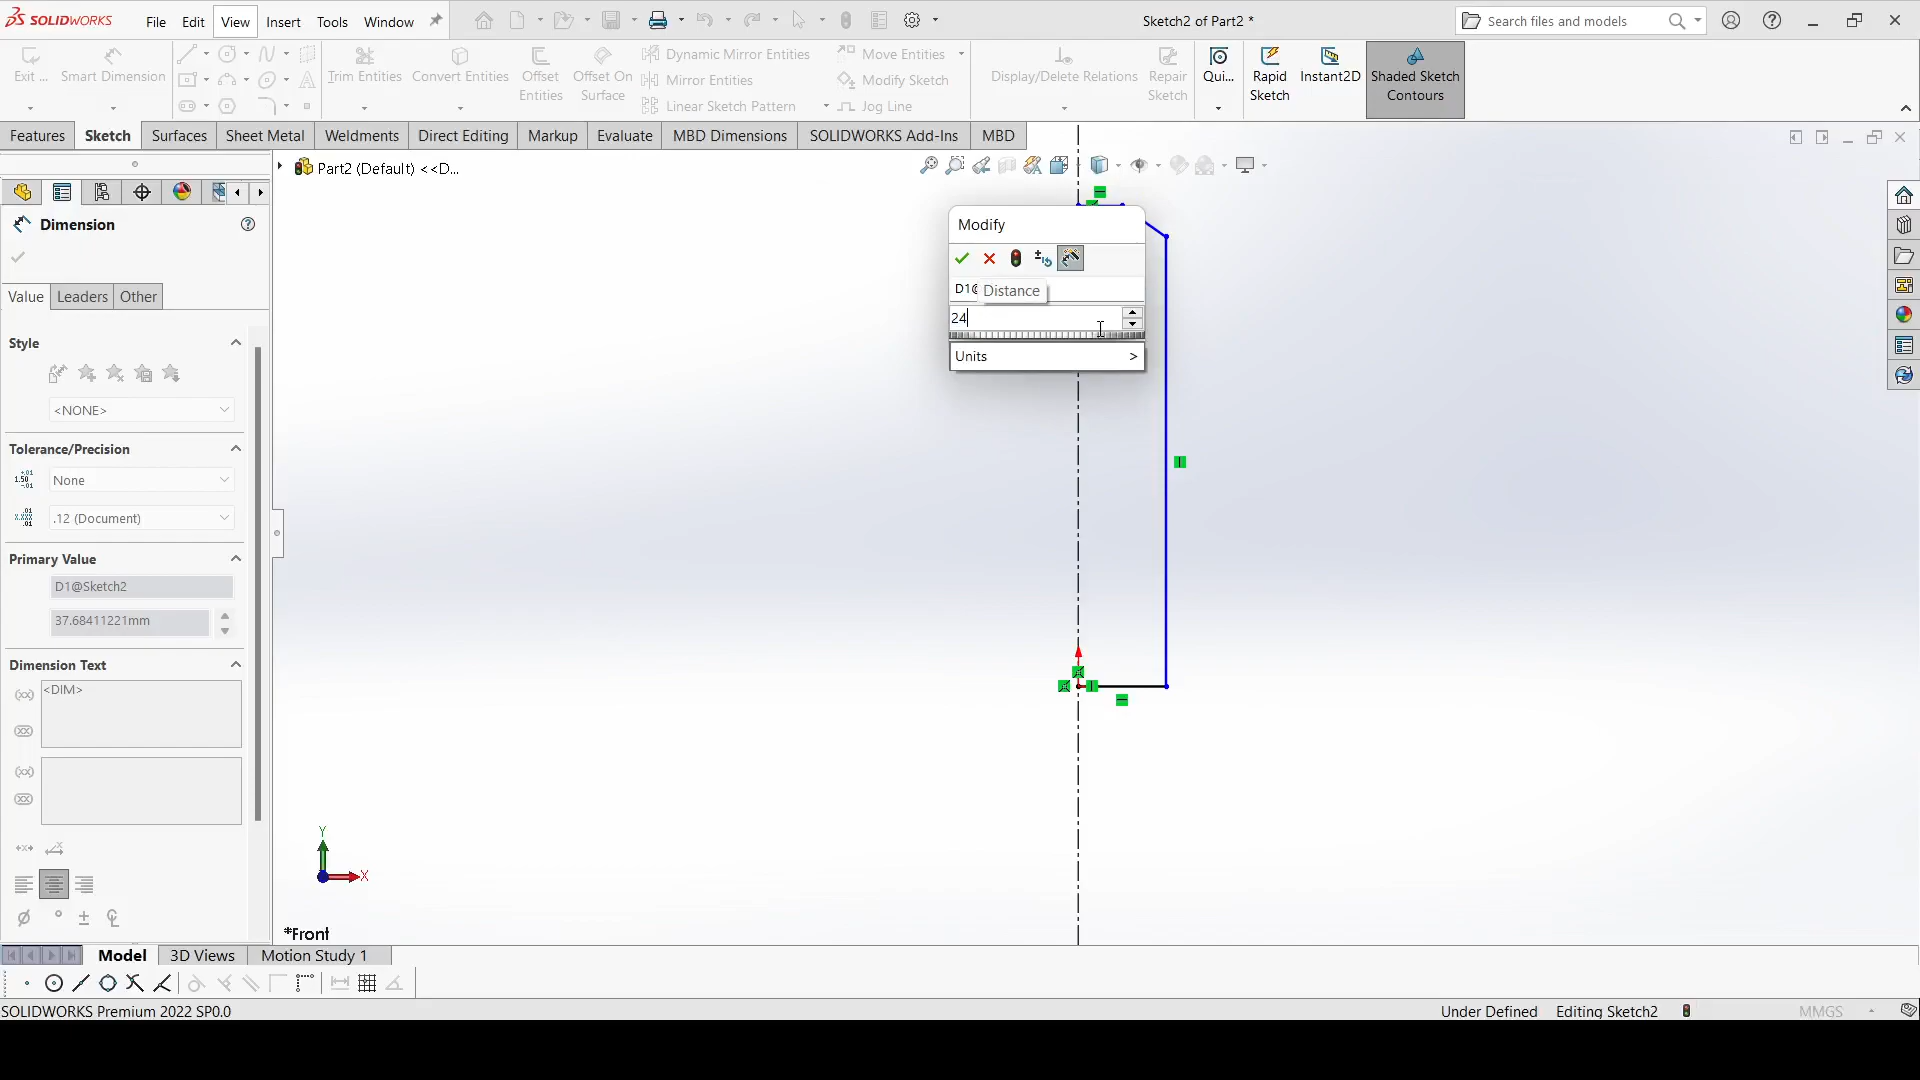 SOLIDWORKS File Edit View Insert Tools Window Sketch2 of Part2 * Search files and models
Exit ... Smart Dimension Trim Entities Convert Entities Offset Entities Offset On Surface Dynamic Mirror Entities Move Entities Display/Delete Relations Repair Sketch Qui... Rapid Sketch Instant2D Shaded Sketch Contours
Mirror Entities Modify Sketch
Linear Sketch Pattern Jog Line
Features Sketch Surfaces Sheet Metal Weldments Direct Editing Markup Evaluate MBD Dimensions SOLIDWORKS Add-Ins MBD
Part2 (Default) <<D...
Dimension
Modify
D1@
Distance
24
Units >
Value Leaders Other
Style
<NONE>
Tolerance/Precision
None
.12 (Document)
Primary Value
D1@Sketch2
37.68411221mm
Dimension Text
<DIM>
Y
X
*Front
Model 3D Views Motion Study 1
SOLIDWORKS Premium 2022 SP0.0 Under Defined Editing Sketch2 MMGS